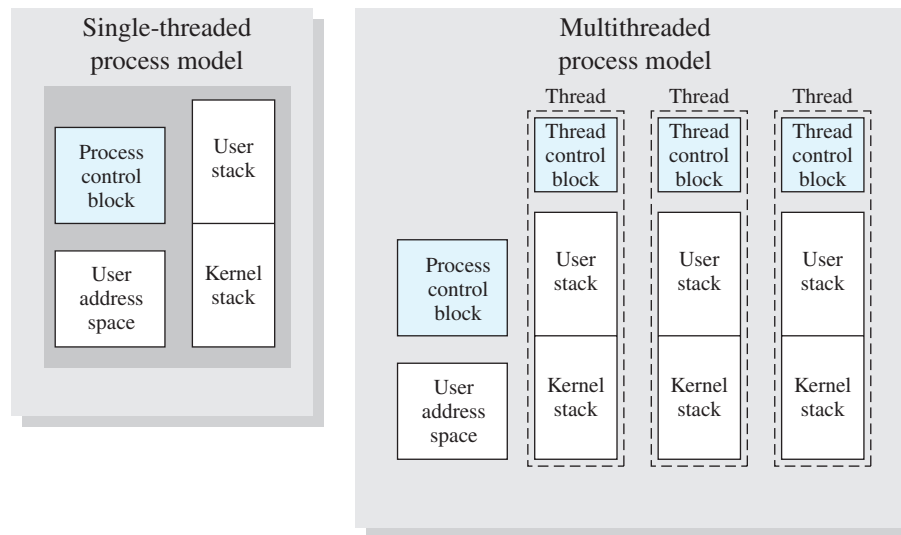 Single-threaded
process model
Process
control
block
User
stack
User
address
space
Kernel
stack
Multithreaded
process model
Thread
Thread
Thread
Thread
control
block
Thread
control
block
Thread
control
block
Process
control
block
User
stack
User
stack
User
stack
User
address
space
Kernel
stack
Kernel
stack
Kernel
stack